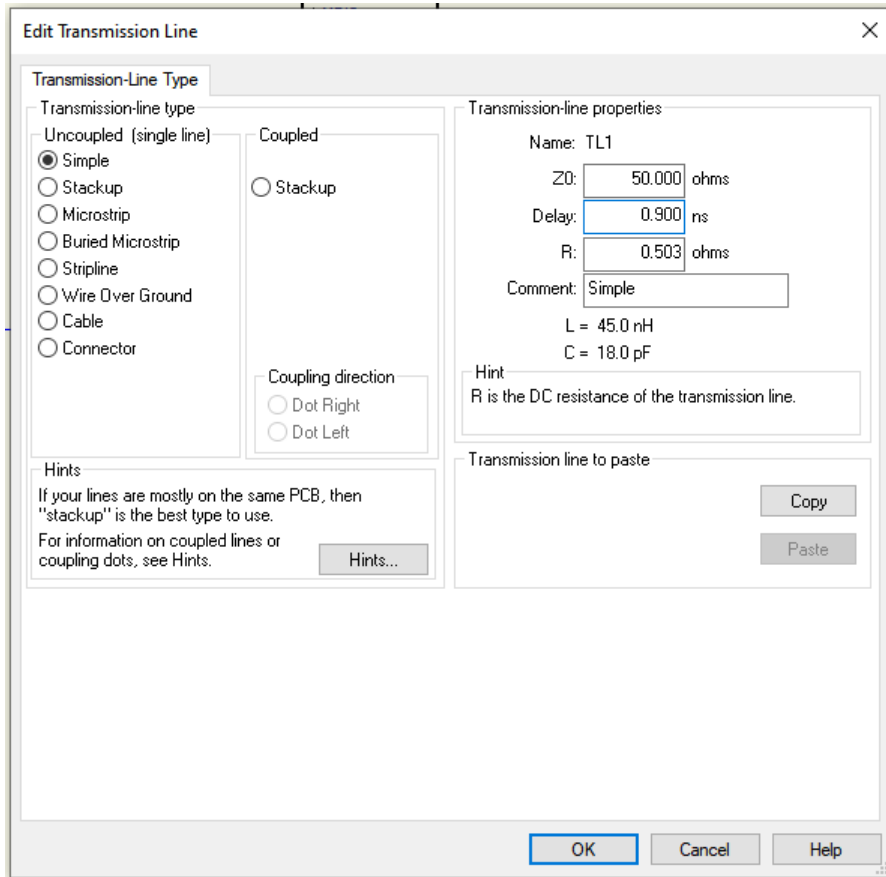 Edit Transmission Line
Transmission-Line Type
Transmission-line type
Uncoupled (single line)
Simple
Stackup
Microstrip
Buried Microstrip
Stripline
Wire Over Ground
Cable
Connector
Coupled
Stackup
Coupling direction
Dot Right
Dot Left
Hints
If your lines are mostly on the same PCB, then
"stackup" is the best type to use.
For information on coupled lines or
coupling dots, see Hints.
Hints...
Transmission-line properties
Name: TL1
Z0: 50.000 ohms
Delay: 0.900 ns
R: 0.503 ohms
Comment: Simple
L = 45.0 nH
C = 18.0 pF
Hint
R is the DC resistance of the transmission line.
Transmission line to paste
Copy
Paste
OK Cancel Help